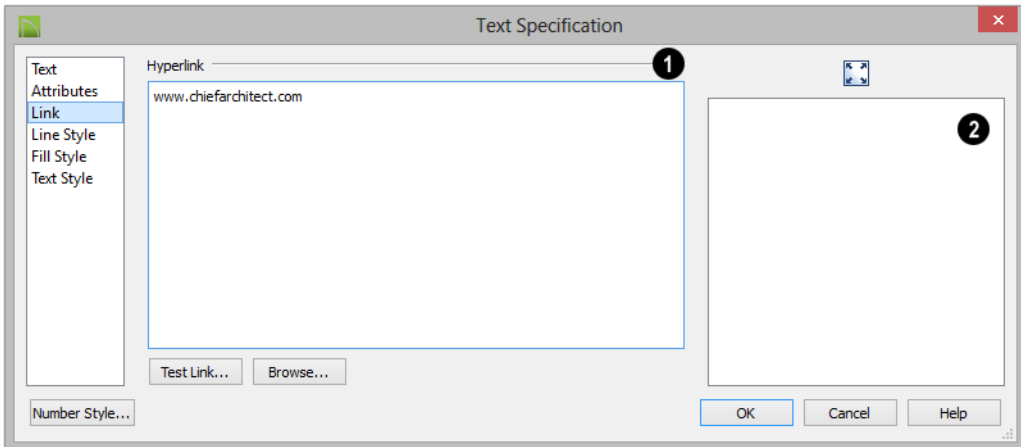 Text Specification
×
Text
Attributes
Link
Line Style
Fill Style
Text Style
Hyperlink
1
www.chiefarchitect.com
2
Test Link...
Browse...
Number Style...
OK
Cancel
Help